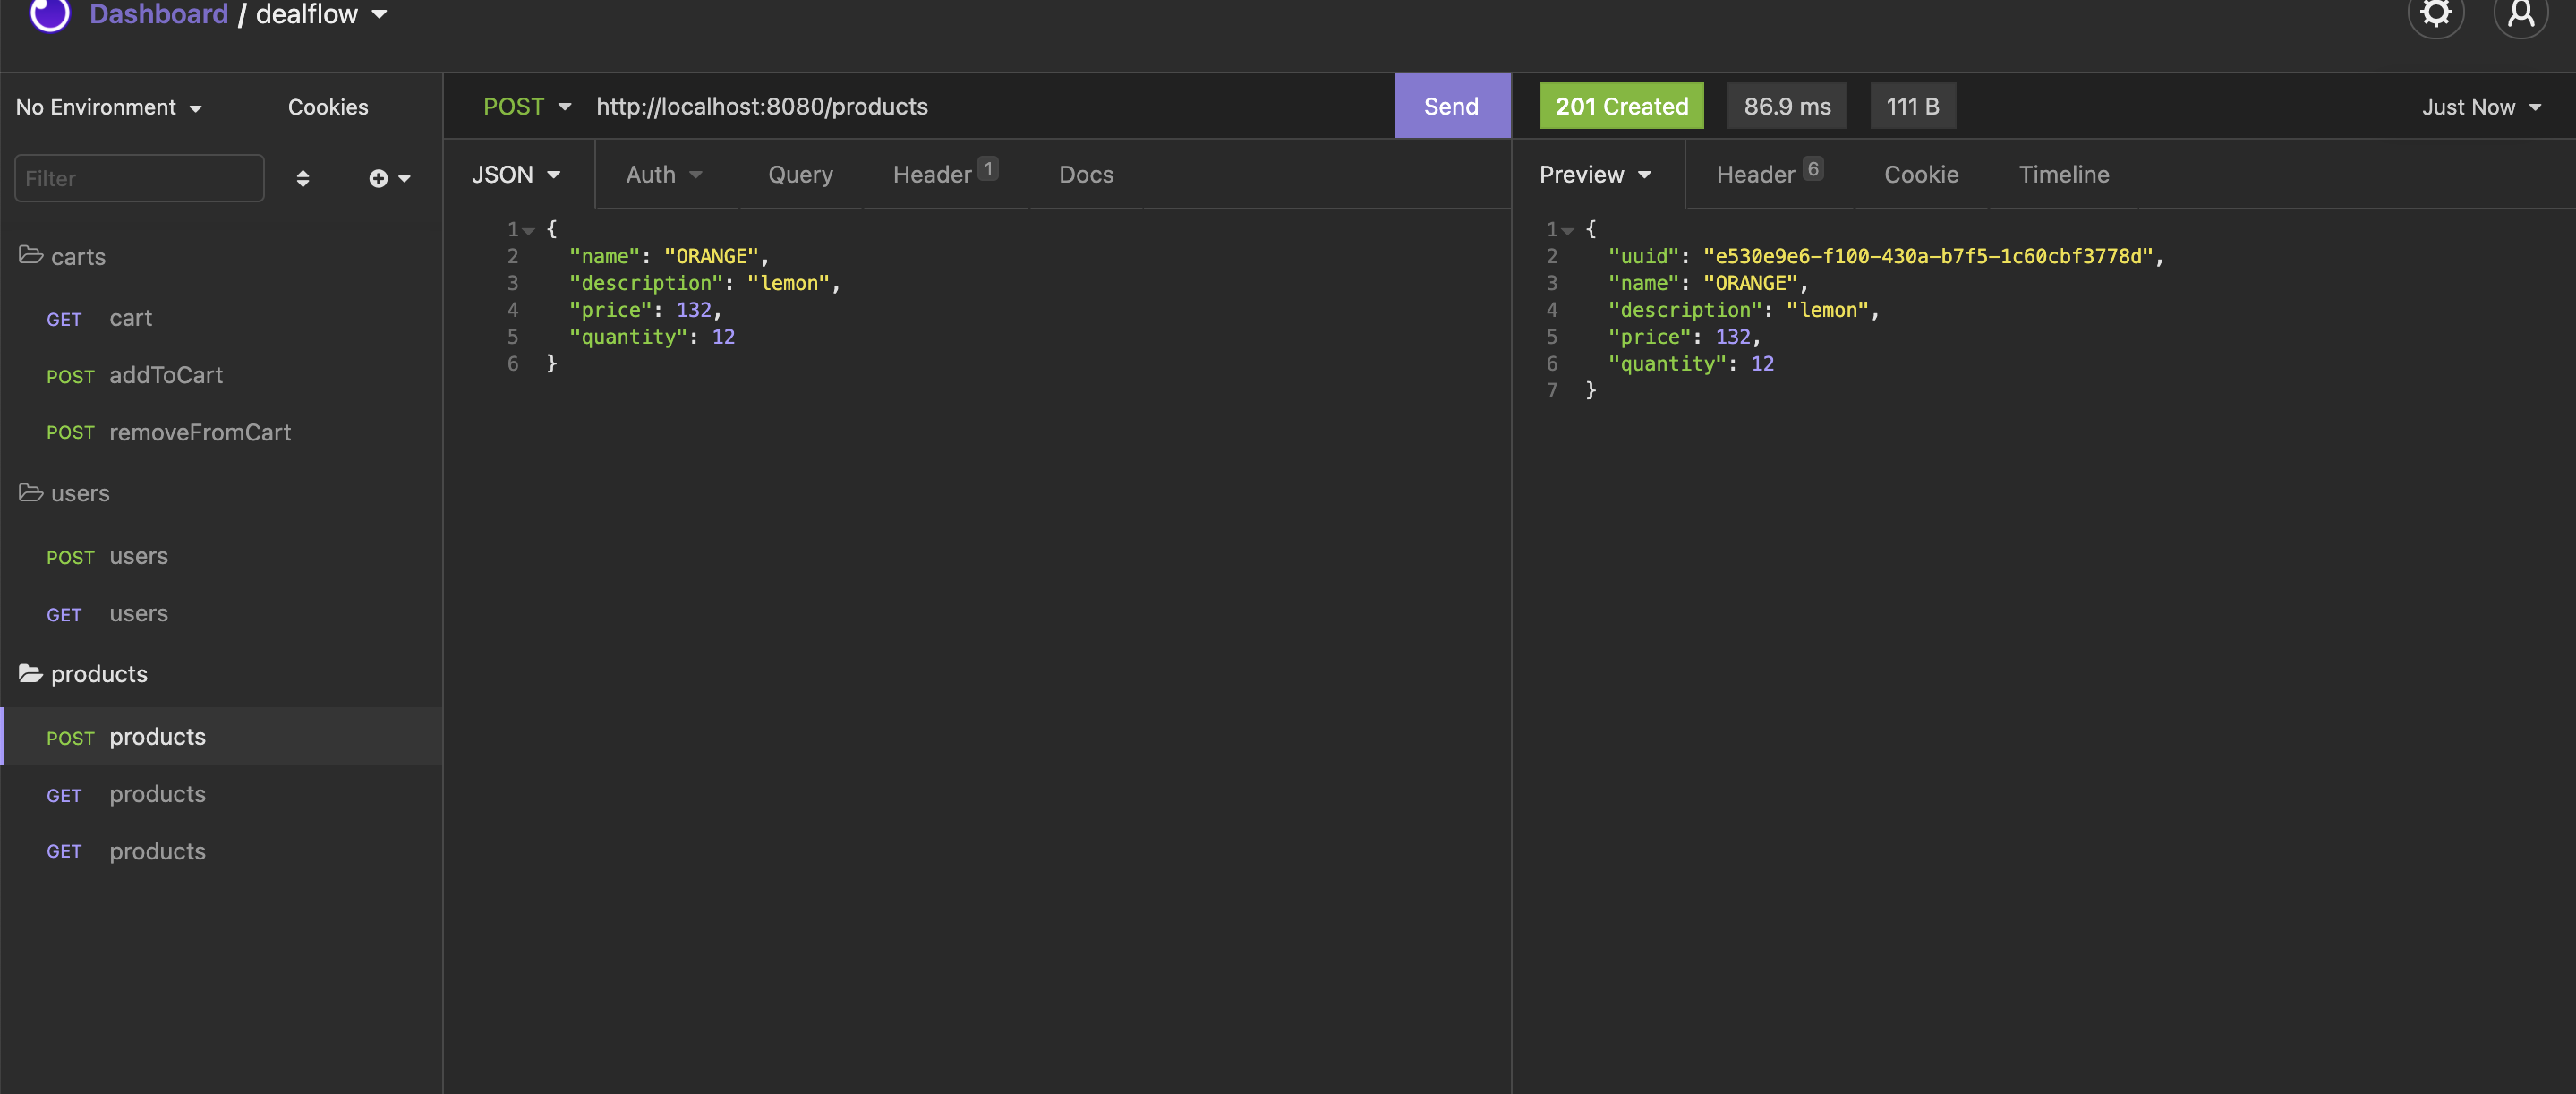 Dashboard / dealflow
No Environment
Cookies
Filter
carts
GET cart
POST addToCart
POST removeFromCart
users
POST users
GET users
products
POST products
GET products
GET products
POST http://localhost:8080/products
Send
JSON Auth Query Header 1 Docs
1 {
2 "name": "ORANGE",
3 "description": "lemon",
4 "price": 132,
5 "quantity": 12
6 }
201 Created 86.9 ms 111 B Just Now
Preview Header 6 Cookie Timeline
1 {
2 "uuid": "e530e9e6-f100-430a-b7f5-1c60cbf3778d",
3 "name": "ORANGE",
4 "description": "lemon",
5 "price": 132,
6 "quantity": 12
7 }